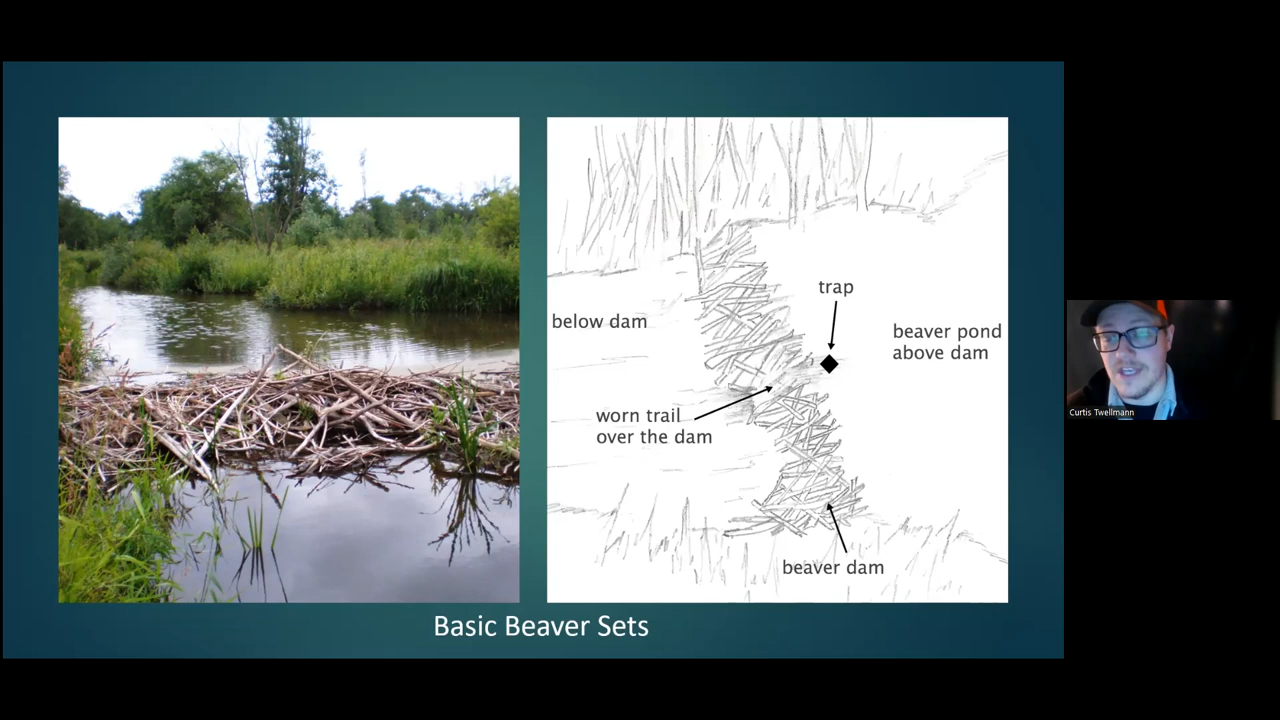 below dam
trap
beaver pond
above dam
worn trail
over the dam
beaver dam
Basic Beaver Sets
Curtis Twellmann